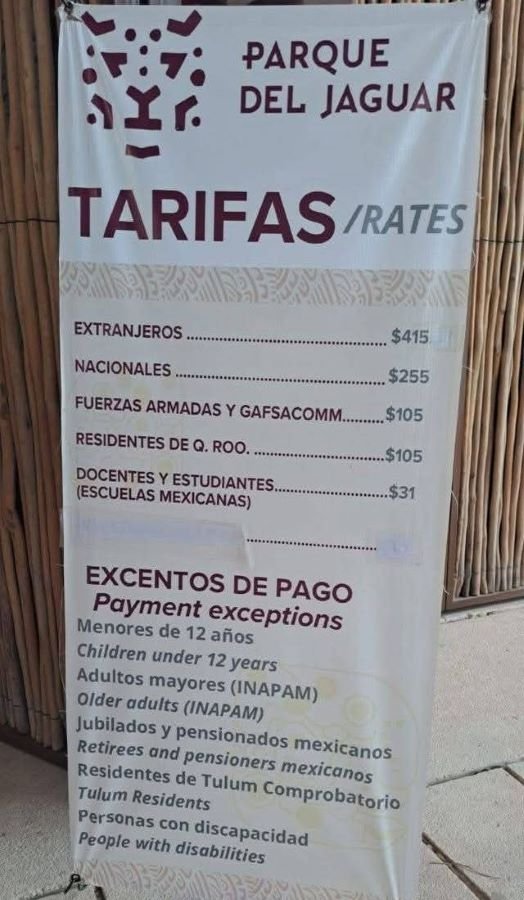 PARQUE
DEL JAGUAR
TARIFAS /RATES
EXTRANJEROS ........................................ $415
NACIONALES ........................................... $255
FUERZAS ARMADAS Y GAFSACOMM......... $105
RESIDENTES DE Q. ROO. ........................... $105
DOCENTES Y ESTUDIANTES....................... $31
(ESCUELAS MEXICANAS)
...........................
EXCENTOS DE PAGO
Payment exceptions
Menores de 12 años
Children under 12 years
Adultos mayores (INAPAM)
Older adults (INAPAM)
Jubilados y pensionados mexicanos
Retirees and pensioners mexicanos
Residentes de Tulum Comprobatorio
Tulum Residents
Personas con discapacidad
People with disabilities